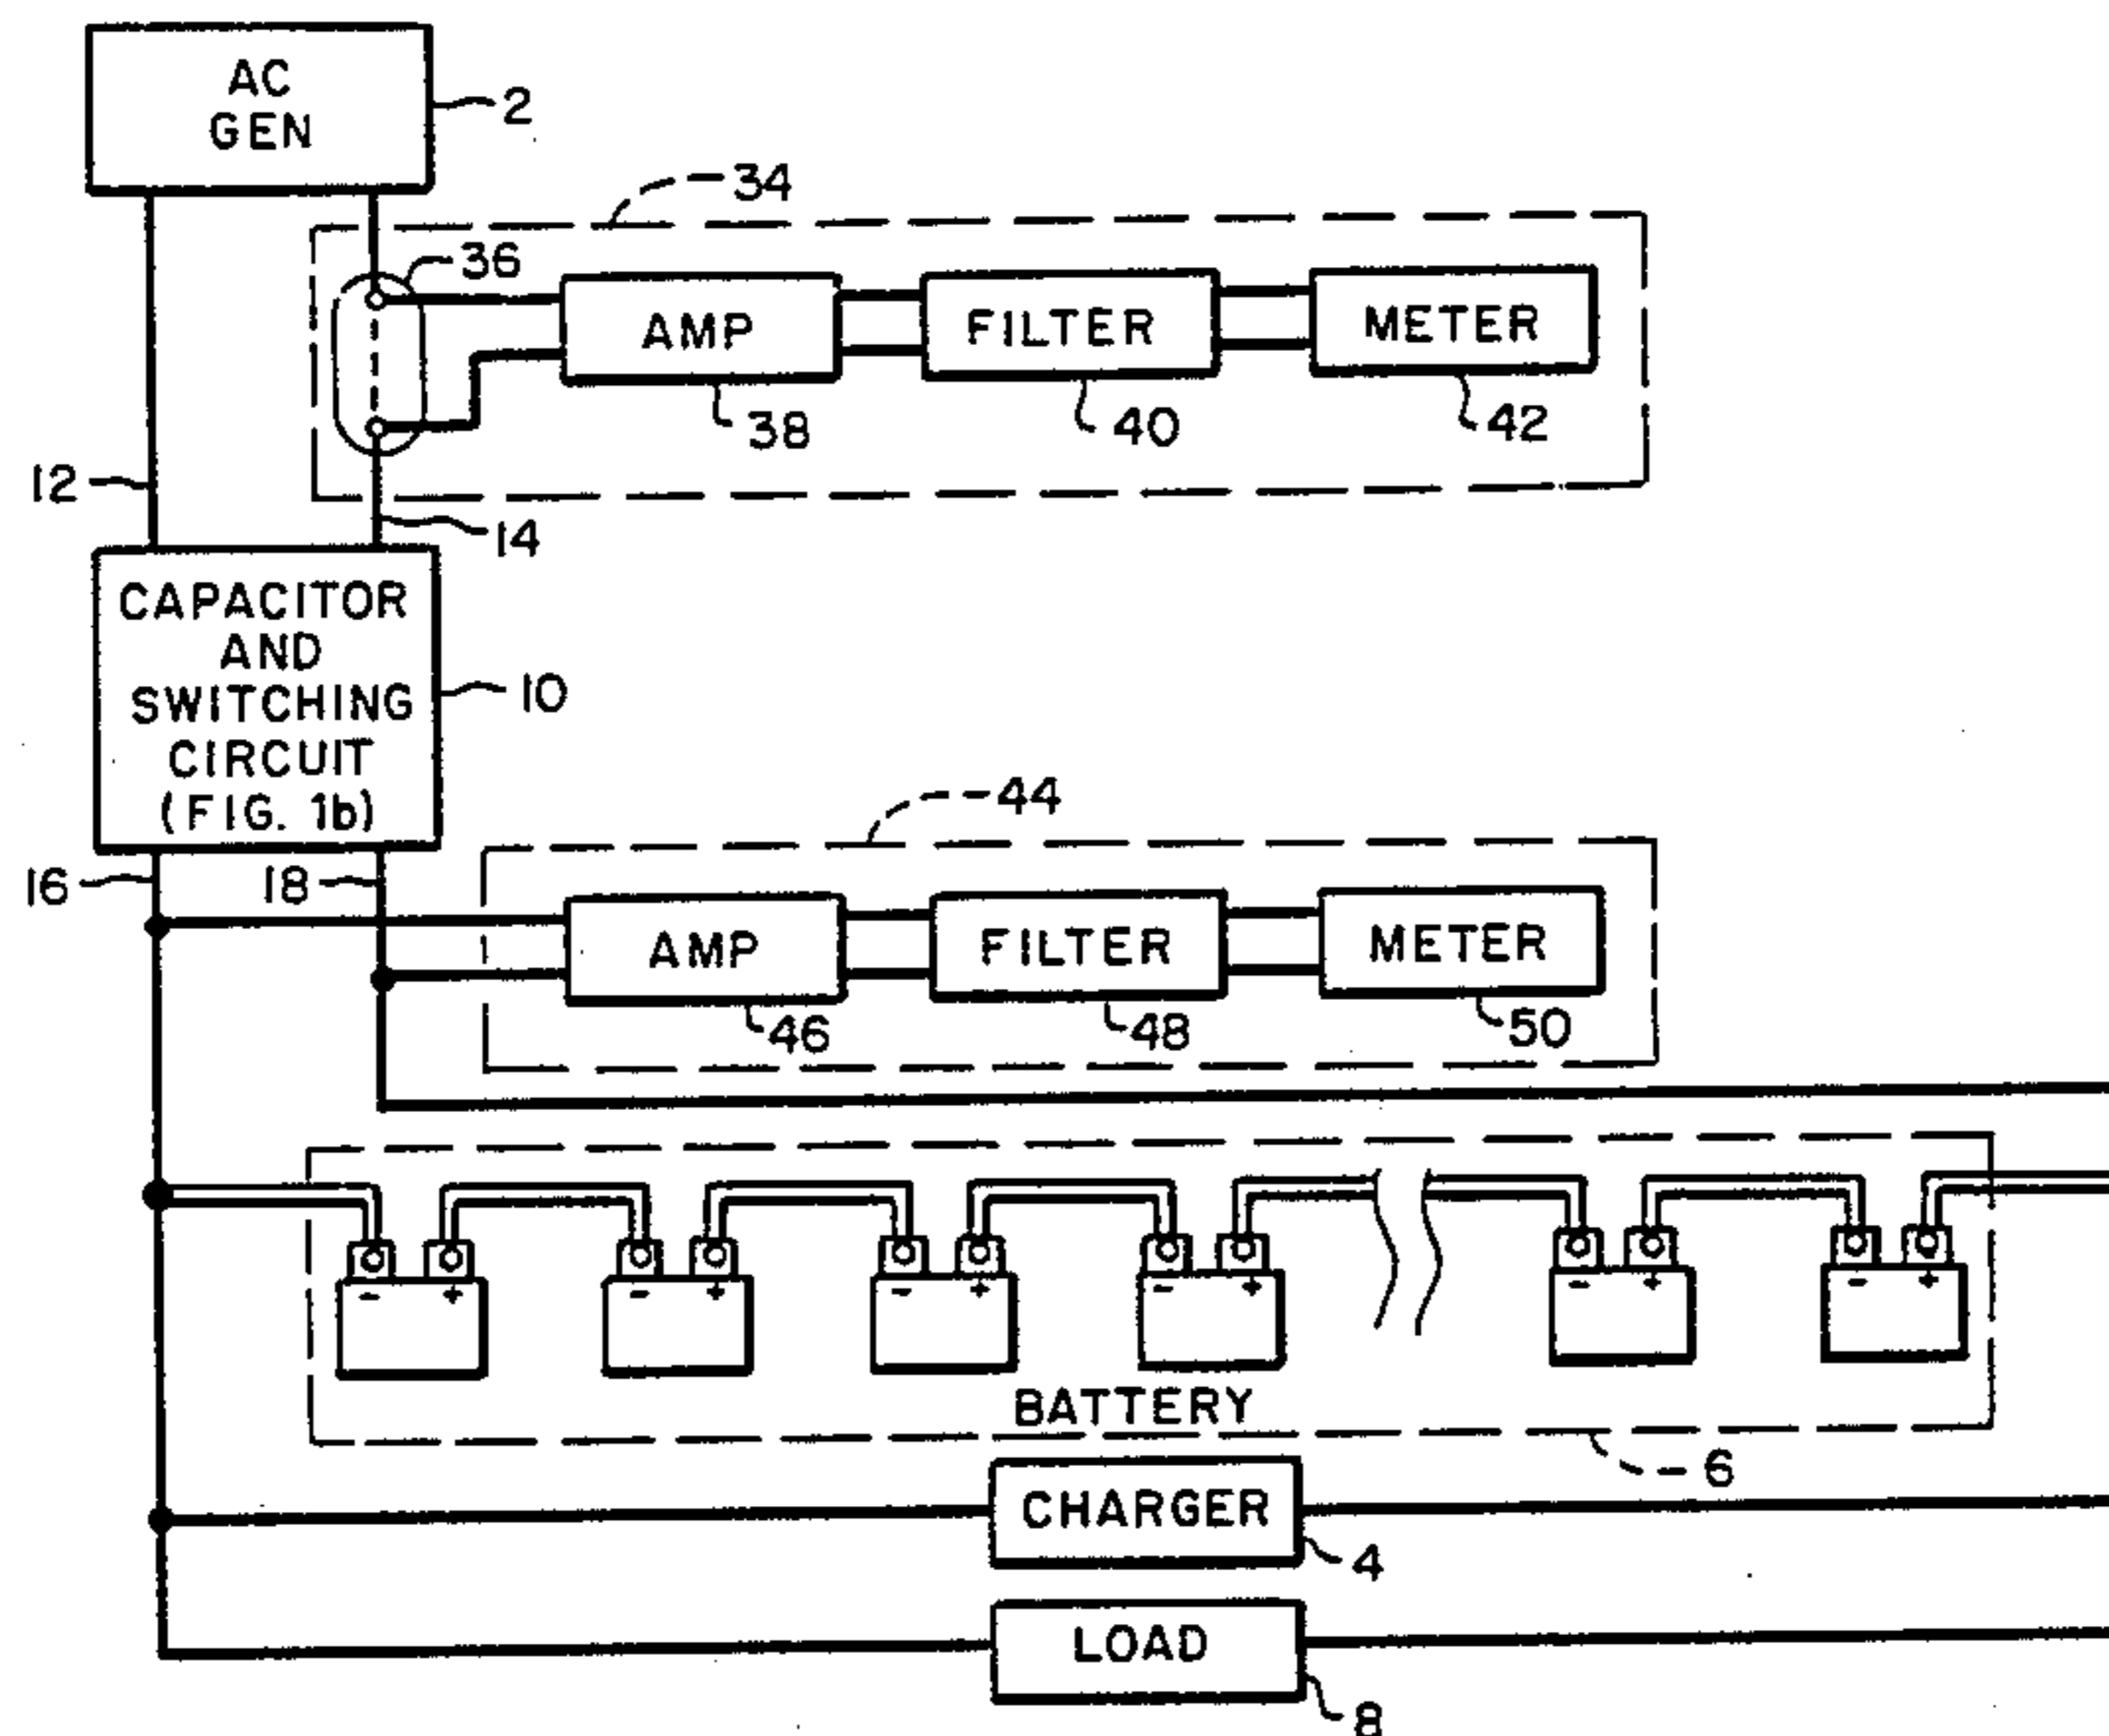 AC
GEN
2
34
36
AMP
FILTER
METER
38
40
42
12
14
CAPACITOR
AND
SWITCHING
CIRCUIT
(FIG. 1b)
10
44
16
18
AMP
FILTER
METER
46
48
50
- +
- +
- +
- +
- +
- +
BATTERY
6
CHARGER
4
LOAD
8